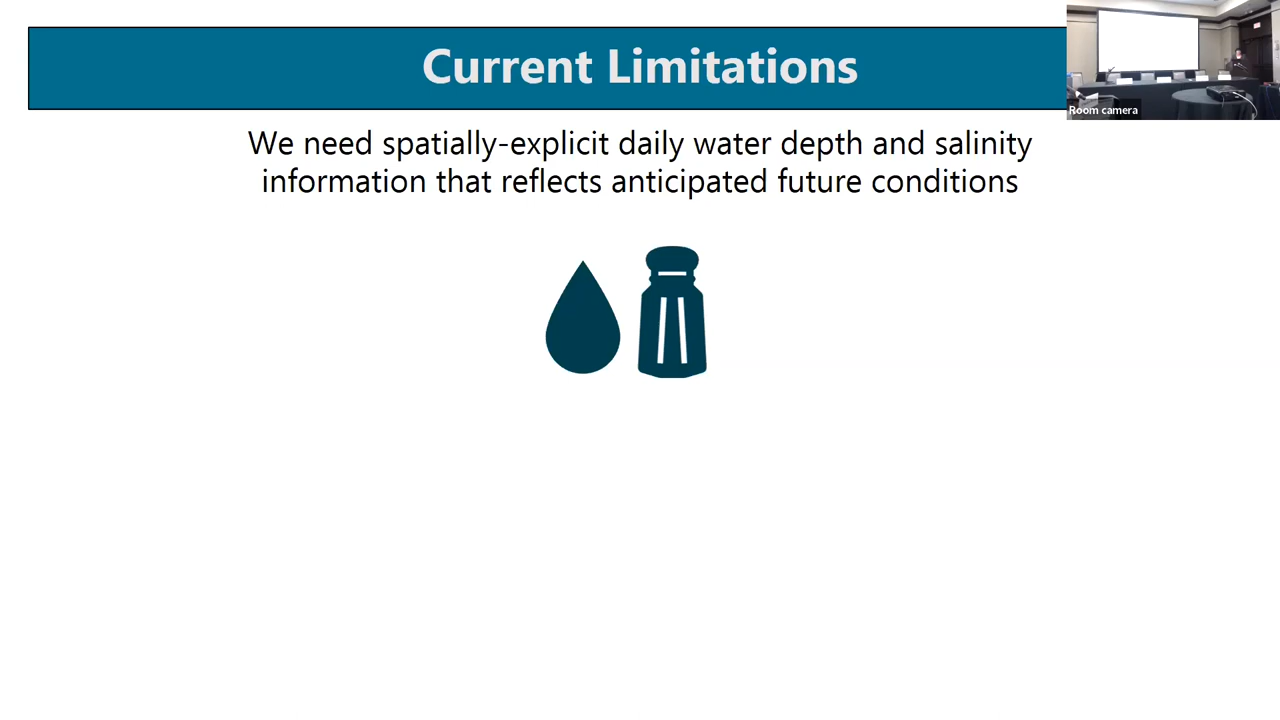 Current Limitations
Room camera
We need spatially-explicit daily water depth and salinity
information that reflects anticipated future conditions